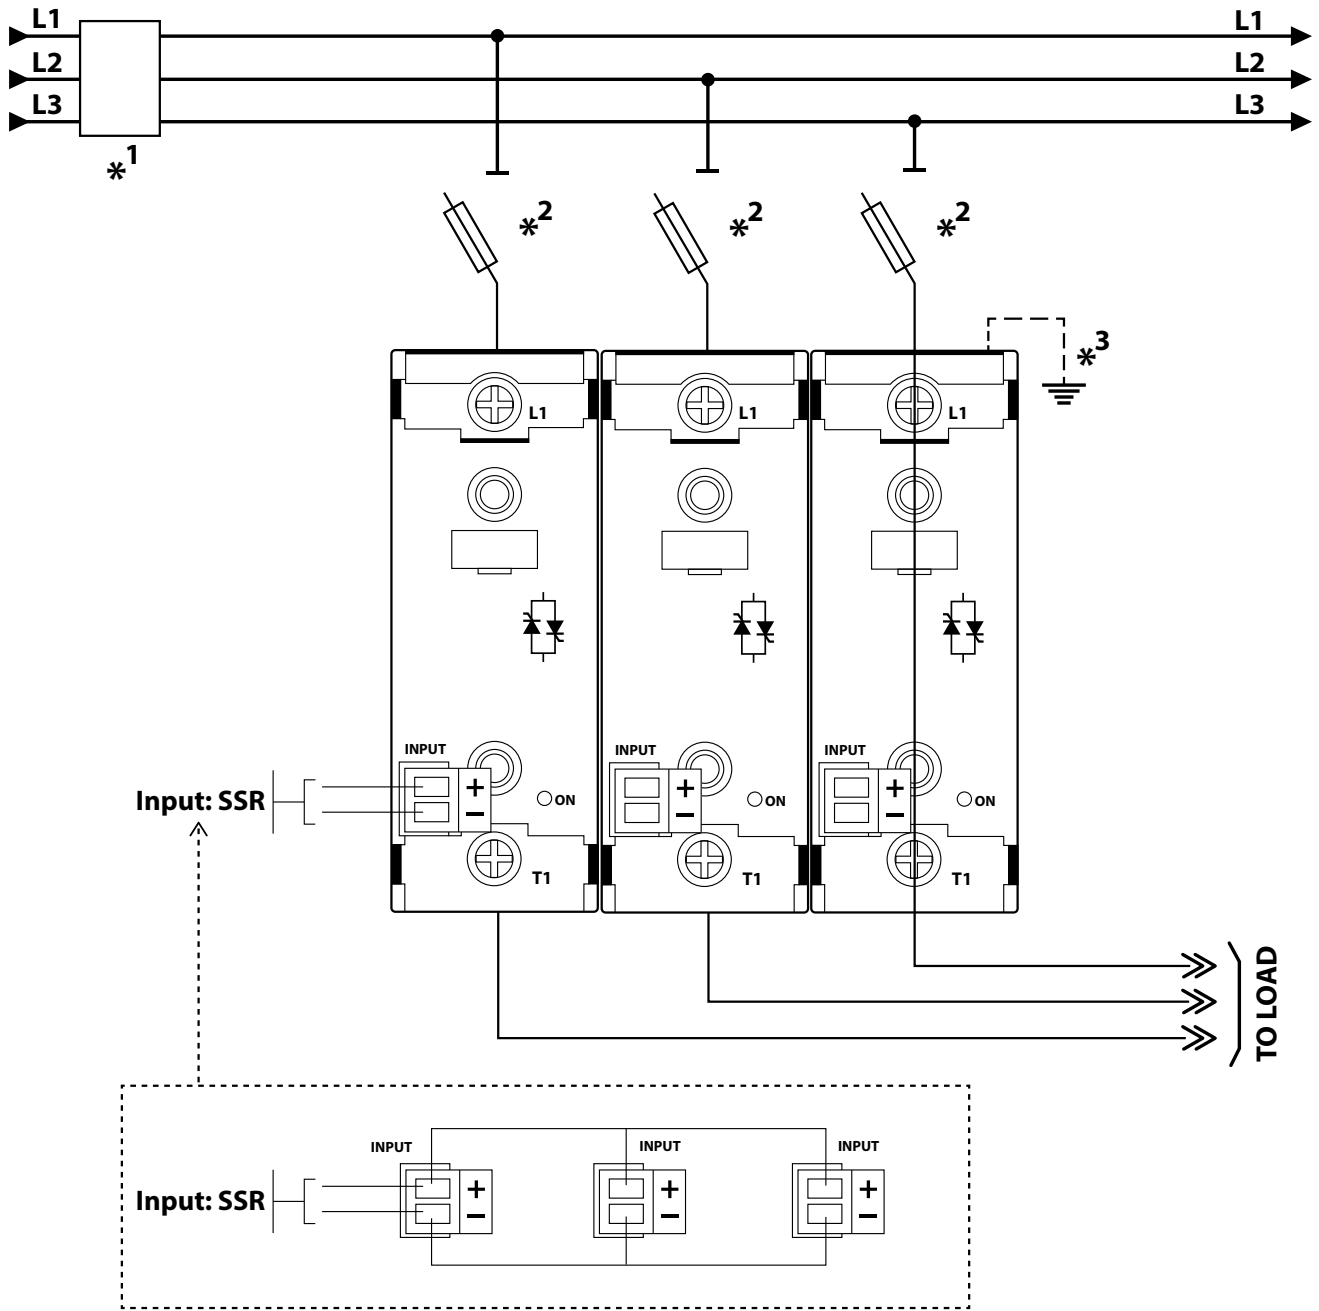 L1 L1
L2 L2
L3 L3
*1
*2 *2 *2
*3
L1 L1 L1
INPUT INPUT INPUT
Input: SSR + + +
− − −
ON ON ON
T1 T1 T1
TO LOAD
INPUT INPUT INPUT
Input: SSR + + +
− − −